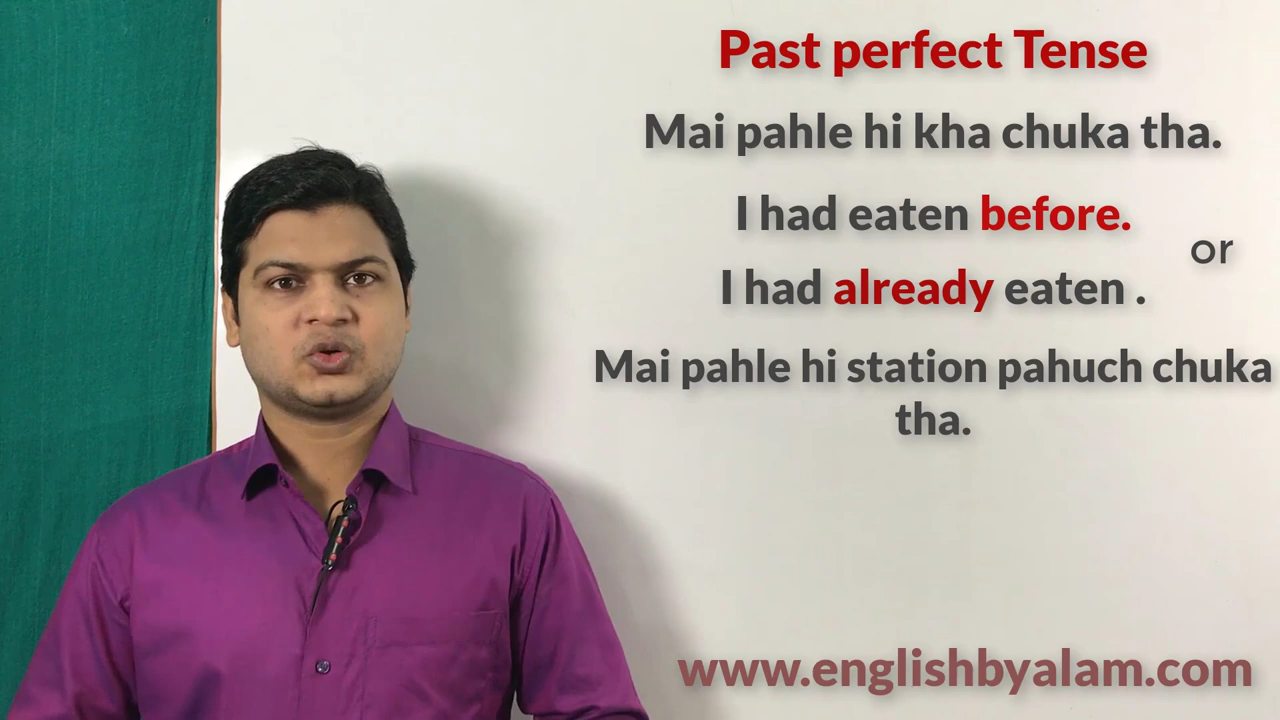 Past perfect Tense
Mai pahle hi kha chuka tha.
I had eaten before.
or
I had already eaten .
Mai pahle hi station pahuch chuka
tha.
www.englishbyalam.com